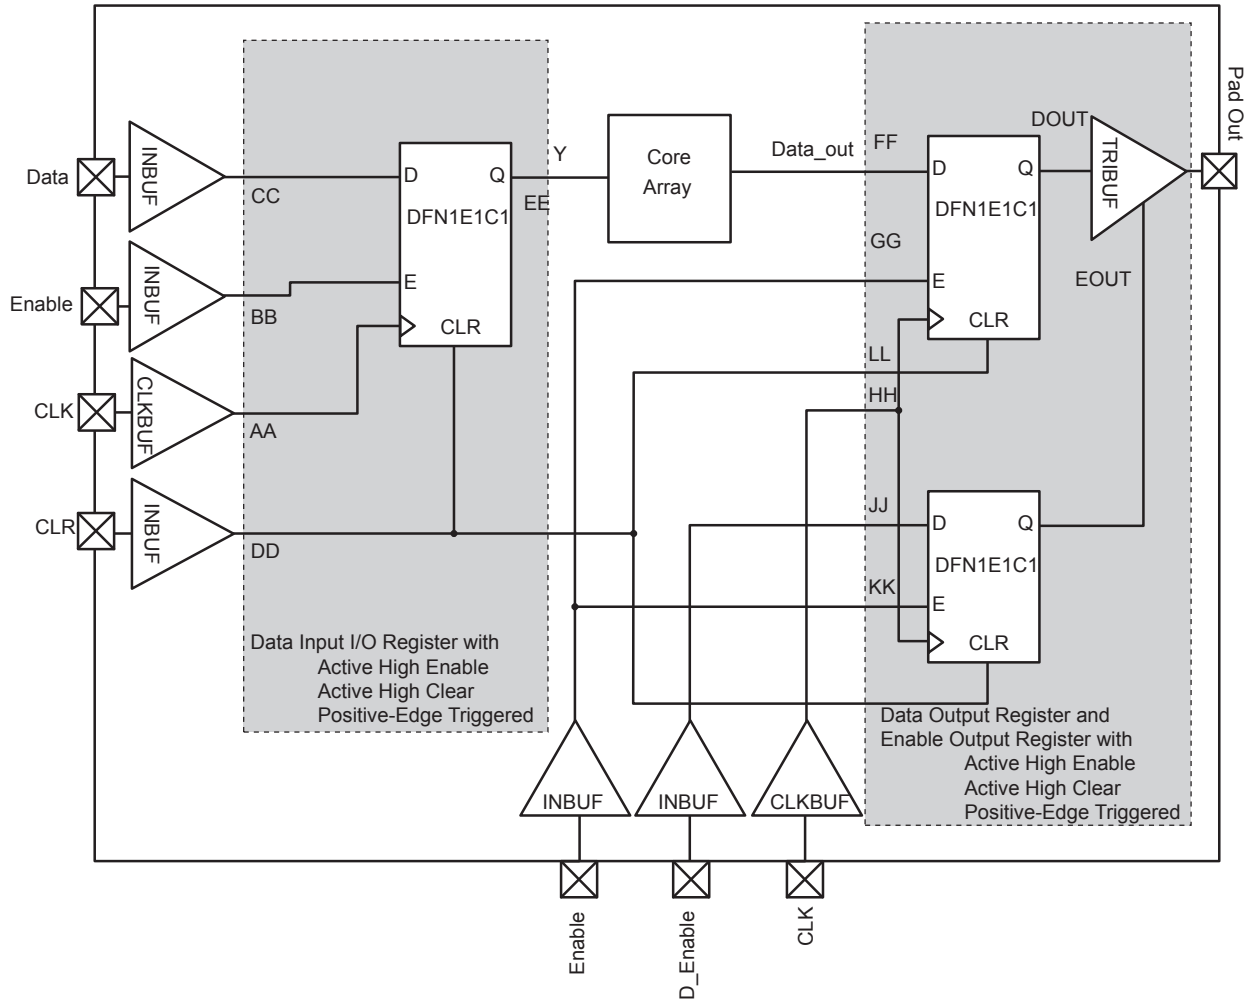 Data
INBUF
CC
Enable
INBUF
BB
CLK
CLKBUF
AA
CLR
INBUF
DD
D
Q
DFN1E1C1
E
CLR
Y
EE
Data Input I/O Register with
Active High Enable
Active High Clear
Positive-Edge Triggered
Core
Array
Data_out
FF
GG
LL
HH
JJ
KK
D
Q
DFN1E1C1
E
CLR
DOUT
TRIBUF
EOUT
Pad Out
D
Q
DFN1E1C1
E
CLR
Data Output Register and
Enable Output Register with
Active High Enable
Active High Clear
Positive-Edge Triggered
INBUF
INBUF
CLKBUF
Enable
D_Enable
CLK